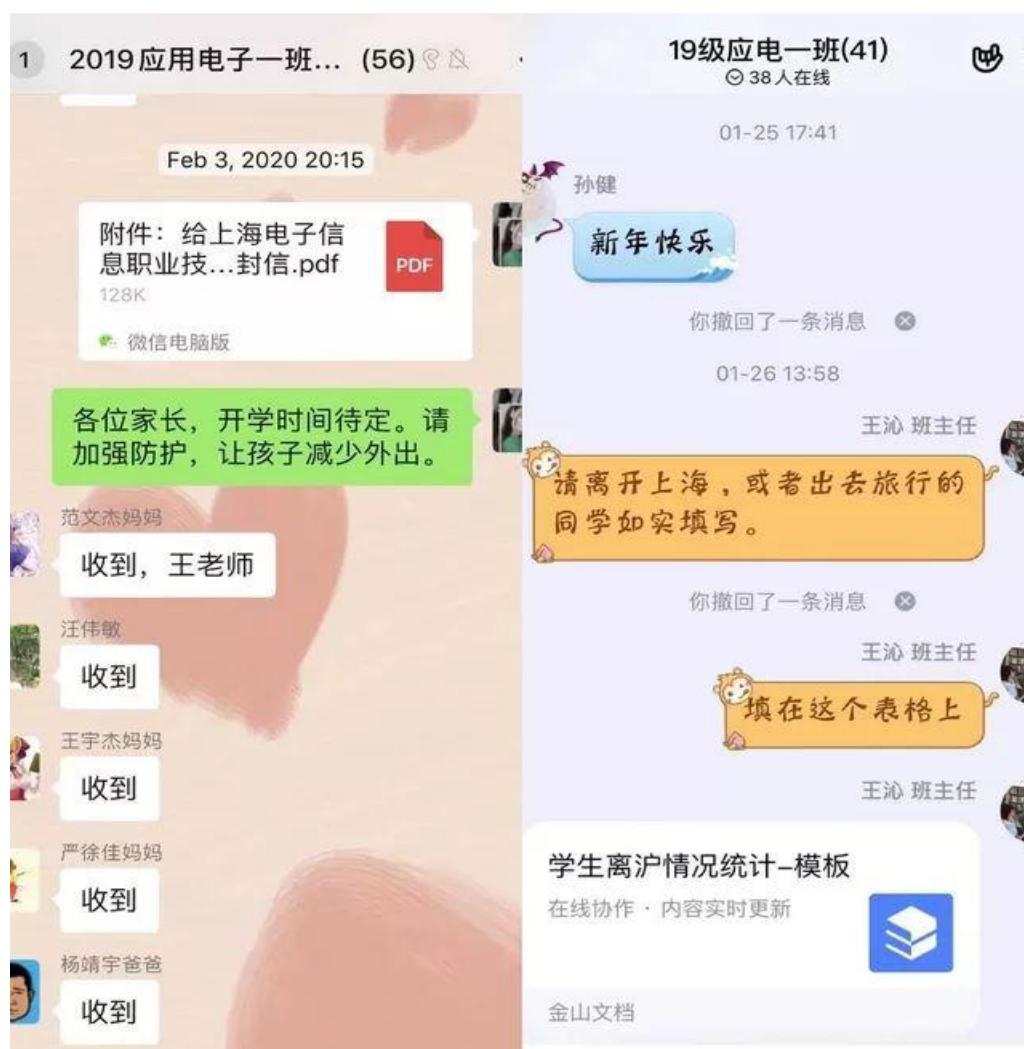 1
2019应用电子一班... (56)
Feb 3, 2020 20:15
附件：给上海电子信
息职业技...封信.pdf
PDF
128K
微信电脑版
各位家长，开学时间待定。请
加强防护，让孩子减少外出。
范文杰妈妈
收到，王老师
汪伟敏
收到
王宇杰妈妈
收到
严徐佳妈妈
收到
杨靖宇爸爸
收到
19级应电一班(41)
38人在线
01-25 17:41
孙健
新年快乐
你撤回了一条消息
01-26 13:58
王沁 班主任
请离开上海，或者出去旅行的
同学如实填写。
你撤回了一条消息
王沁 班主任
填在这个表格上
王沁 班主任
学生离沪情况统计-模板
在线协作 · 内容实时更新
金山文档